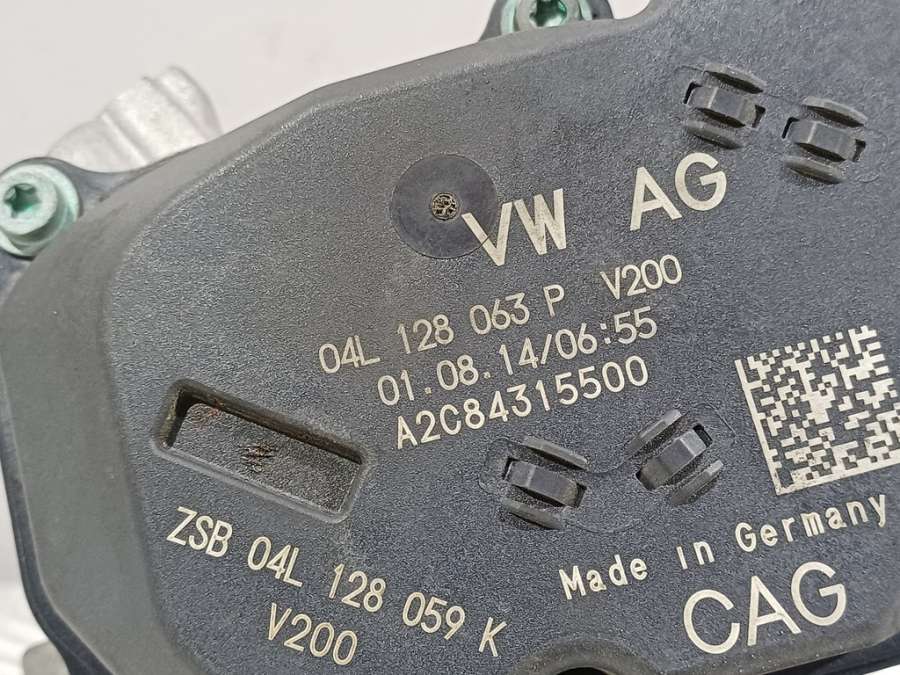 VW AG
04L 128 063 P V200
01.08.14/06:55
A2C84315500
ZSB 04L 128 059 K
V200
Made in Germany
CAG